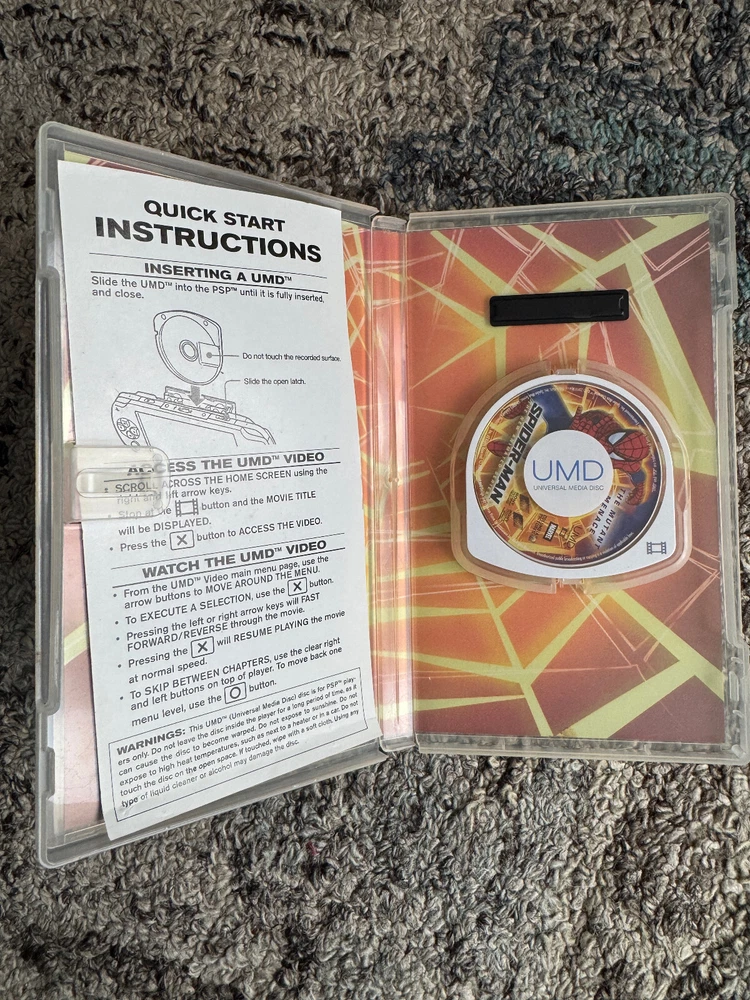 QUICK START
INSTRUCTIONS
INSERTING A UMD™
Slide the UMD™ into the PSP™ until it is fully inserted,
and close.
Do not touch the recorded surface.
Slide the open latch.
ACCESS THE UMD™ VIDEO
• SCROLL ACROSS THE HOME SCREEN using the
right and left arrow keys.
• Stop at the button and the MOVIE TITLE
will be DISPLAYED.
• Press the X button to ACCESS THE VIDEO.
WATCH THE UMD™ VIDEO
• From the UMD™ Video main menu page, use the
arrow buttons to MOVE AROUND THE MENU.
• To EXECUTE A SELECTION, use the X button.
• Pressing the left or right arrow keys will FAST
FORWARD/REVERSE through the movie.
• Pressing the X will RESUME PLAYING the movie
at normal speed.
• To SKIP BETWEEN CHAPTERS, use the clear right
and left buttons on top of player. To move back one
menu level, use the O button.
WARNINGS: This UMD™ (Universal Media Disc) disc is for PSP™ play-
ers only. Do not leave the disc inside the player for a long period of time, as it
can cause the disc to become warped. Do not expose to sunshine. Do not
expose to high heat temperatures, such as next to a heater or in a car. Do not
touch the disc on the open space. If touched, wipe with a soft cloth. Using any
type of liquid cleaner or alcohol may damage the disc.
SPIDER-MAN
THE MUTANT
MENACE
UMD
UNIVERSAL MEDIA DISC
MARVEL